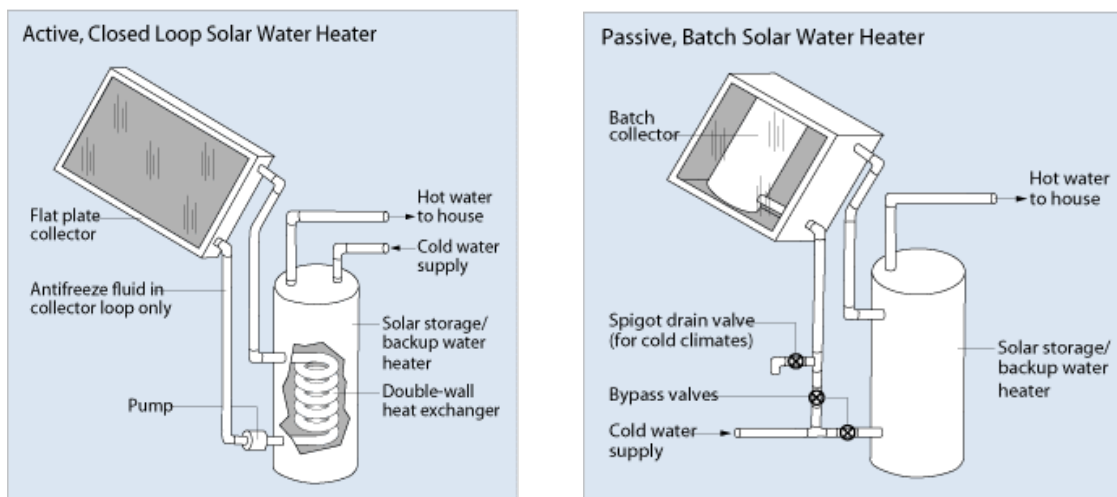 Active, Closed Loop Solar Water Heater
Flat plate
collector
Hot water
to house
Cold water
supply
Antifreeze fluid in
collector loop only
Solar storage/
backup water
heater
Double-wall
heat exchanger
Pump
Passive, Batch Solar Water Heater
Batch
collector
Hot water
to house
Spigot drain valve
(for cold climates)
Solar storage/
backup water
heater
Bypass valves
Cold water
supply